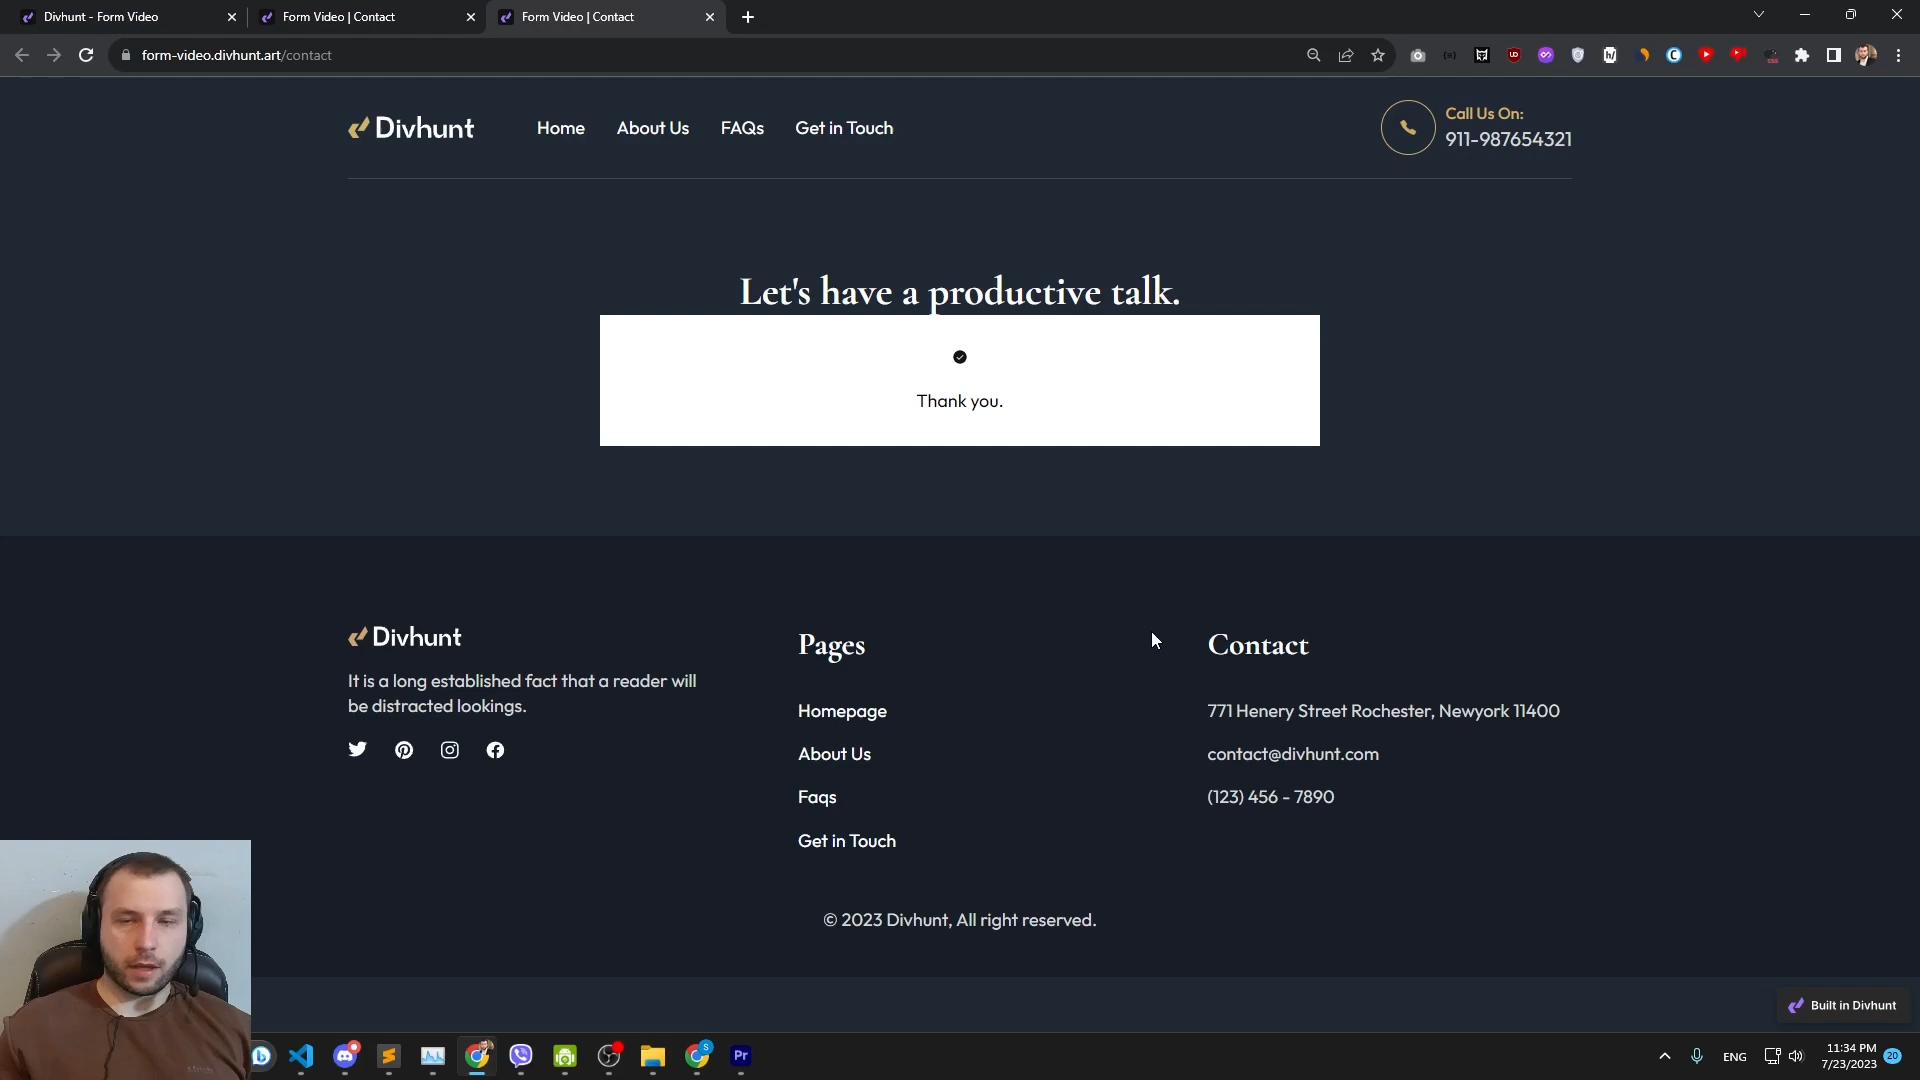 Divhunt - Form Video
Form Video | Contact
Form Video | Contact
form-video.divhunt.art/contact
Divhunt
Home
About Us
FAQs
Get in Touch
Call Us On:
911-987654321
Let's have a productive talk.
Thank you.
Divhunt
It is a long established fact that a reader will
be distracted lookings.
Pages
Homepage
About Us
Faqs
Get in Touch
Contact
771 Henery Street Rochester, Newyork 11400
contact@divhunt.com
(123) 456 - 7890
© 2023 Divhunt, All right reserved.
Built in Divhunt
Pr
ENG
11:34 PM
7/23/2023
20